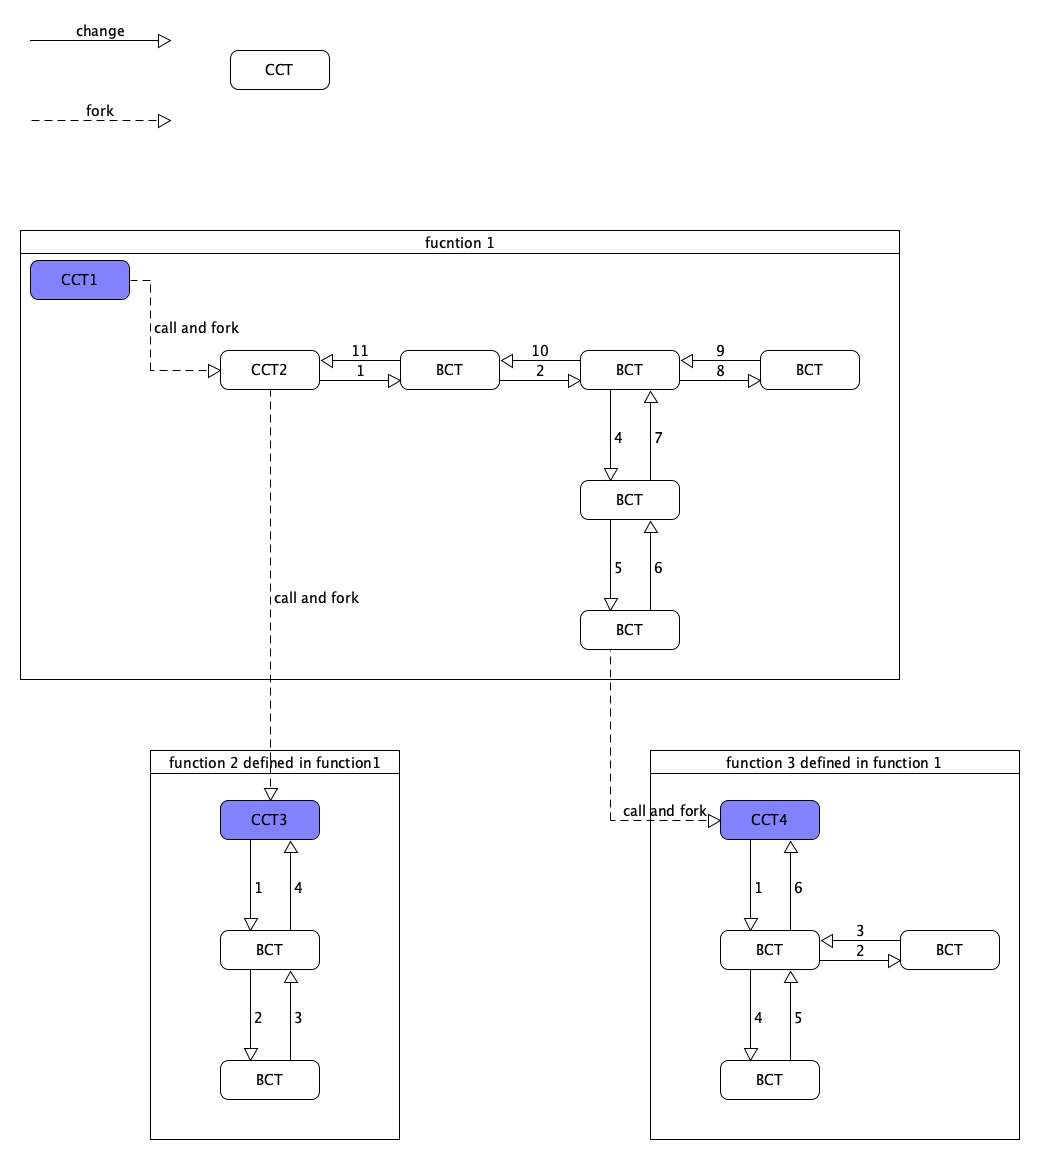 change
CCT
fork
fucntion 1
CCT1
call and fork
11
10
9
CCT2
1
BCT
2
BCT
8
BCT
4
7
BCT
5
6
call and fork
BCT
function 2 defined in function1
function 3 defined in function 1
call and fork
CCT3
CCT4
1
4
1
6
3
BCT
BCT
2
BCT
2
3
4
5
BCT
BCT